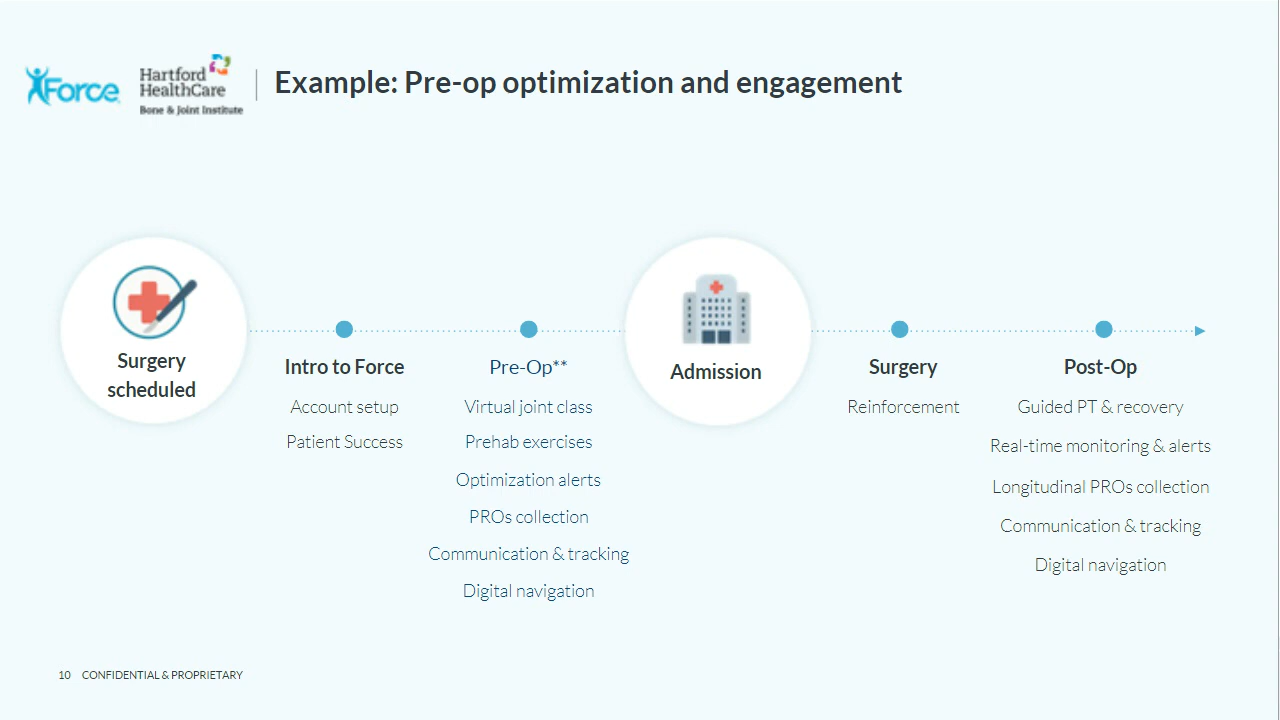 Force
Hartford
HealthCare
Bone & Joint Institute
Example: Pre-op optimization and engagement
Surgery
scheduled
Intro to Force
Account setup
Patient Success
Pre-Op**
Virtual joint class
Prehab exercises
Optimization alerts
PROs collection
Communication & tracking
Digital navigation
Admission
Surgery
Reinforcement
Post-Op
Guided PT & recovery
Real-time monitoring & alerts
Longitudinal PROs collection
Communication & tracking
Digital navigation
10 CONFIDENTIAL & PROPRIETARY